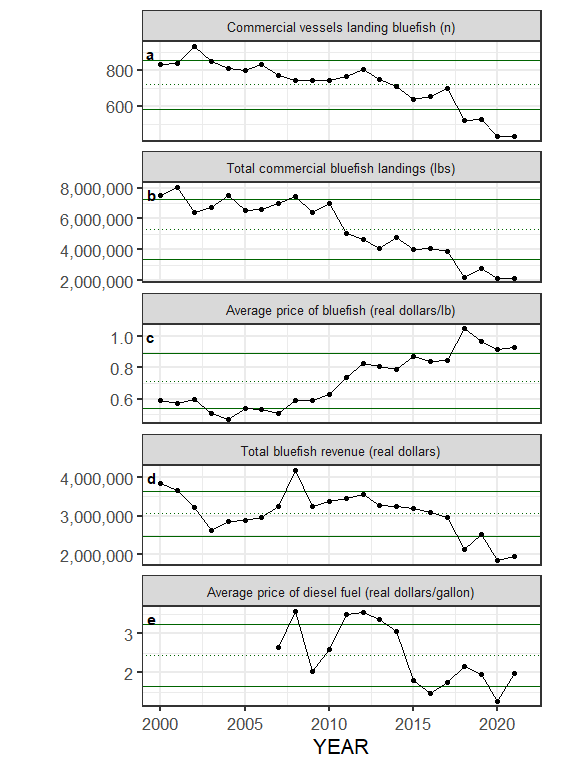 Commercial vessels landing bluefish (n)
a
800
600
Total commercial bluefish landings (lbs)
8,000,000
b
6,000,000
4,000,000
2,000,000
Average price of bluefish (real dollars/lb)
1.0
c
0.8
0.6
Total bluefish revenue (real dollars)
4,000,000
d
3,000,000
2,000,000
Average price of diesel fuel (real dollars/gallon)
e
3
2
2000 2005 2010 2015 2020
YEAR